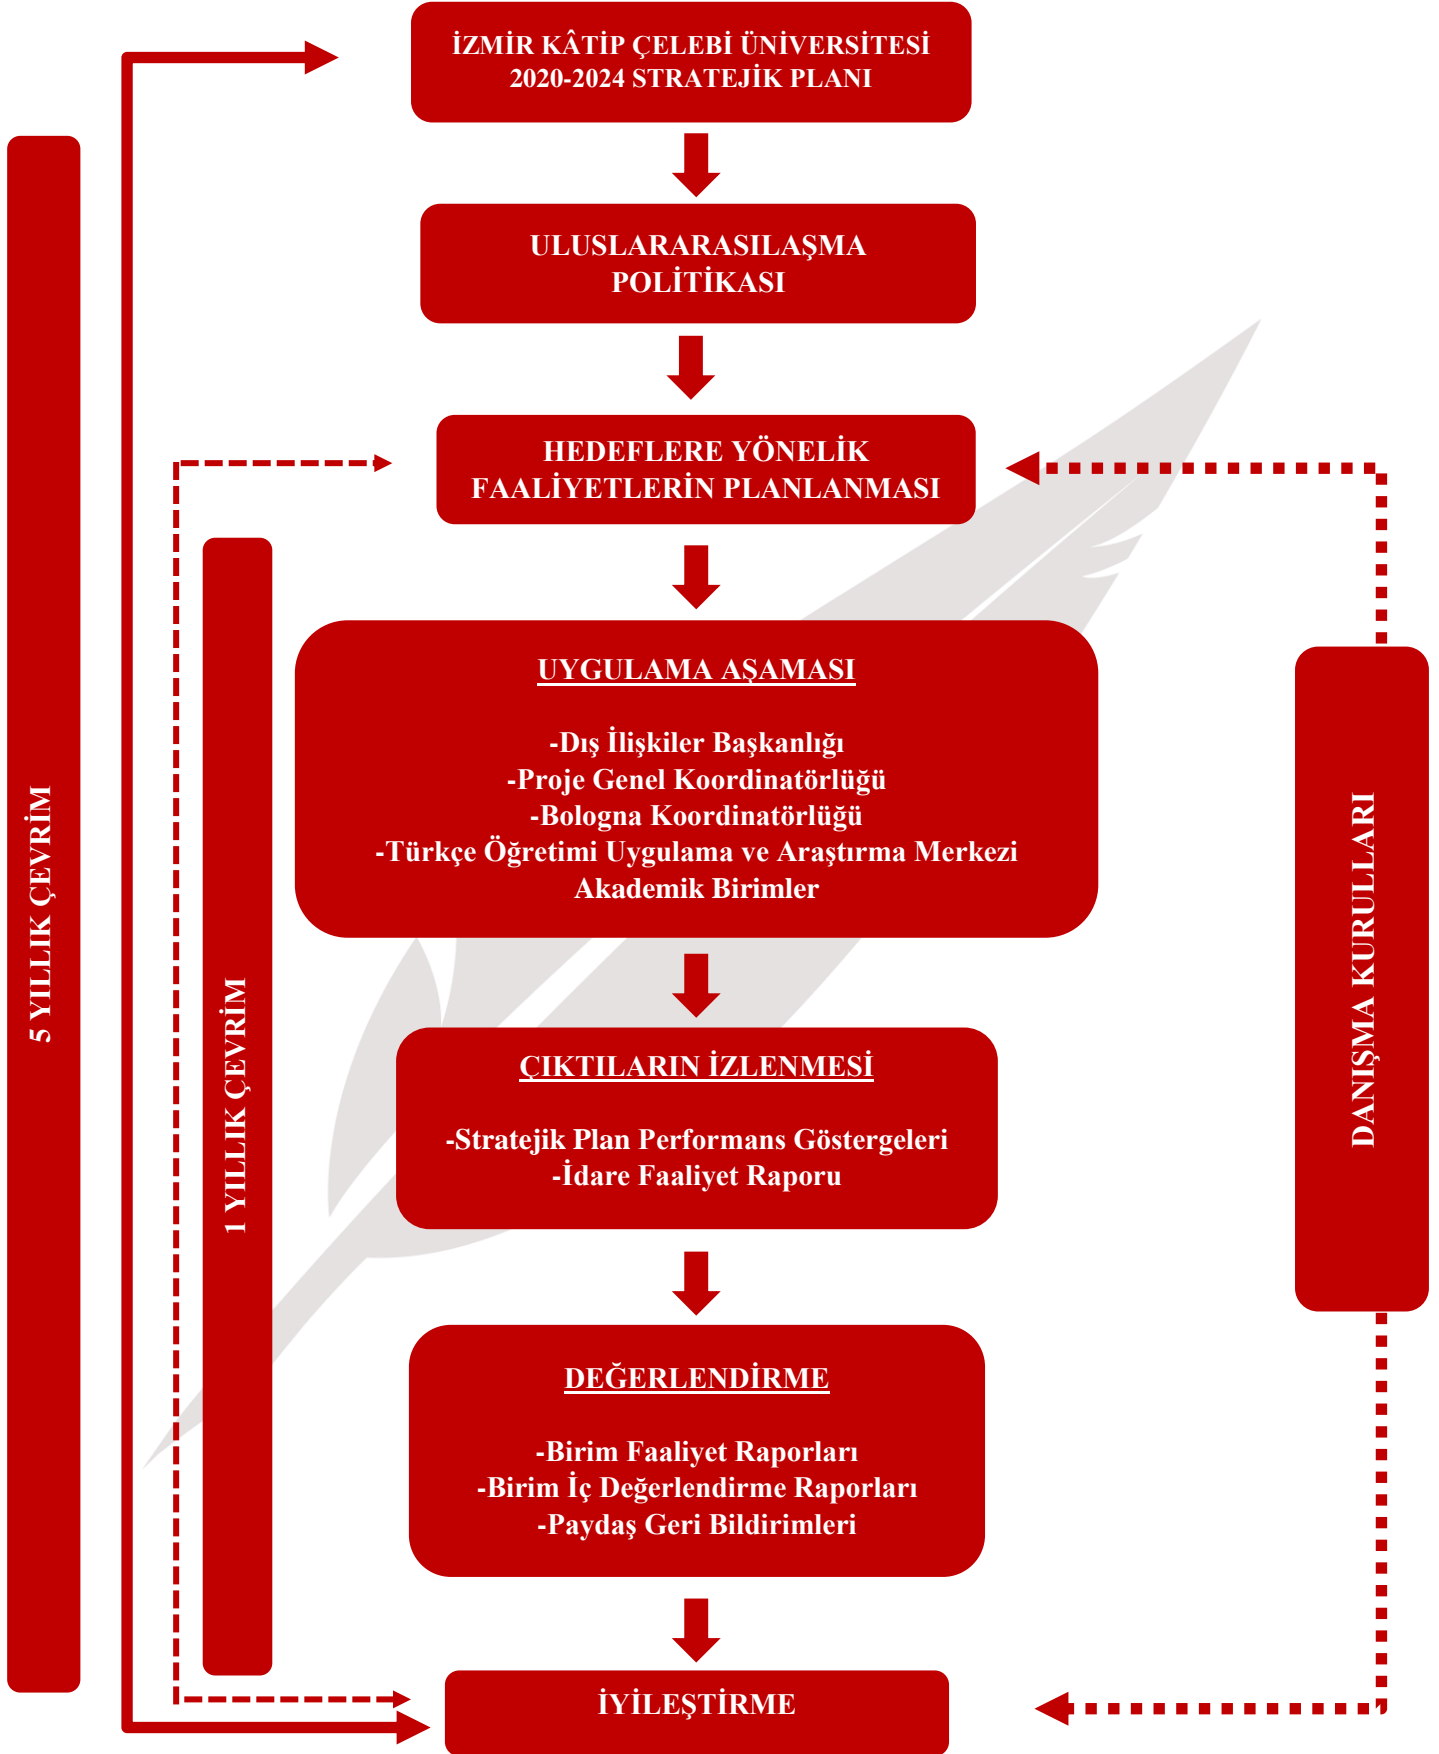 İZMİR KÂTİP ÇELEBİ ÜNİVERSİTESİ
2020-2024 STRATEJİK PLANI
ULUSLARARASILAŞMA
POLİTİKASI
HEDEFLERE YÖNELİK
FAALİYETLERİN PLANLANMASI
UYGULAMA AŞAMASI
-Dış İlişkiler Başkanlığı
-Proje Genel Koordinatörlüğü
-Bologna Koordinatörlüğü
-Türkçe Öğretimi Uygulama ve Araştırma Merkezi
Akademik Birimler
ÇIKTILARIN İZLENMESİ
-Stratejik Plan Performans Göstergeleri
-İdare Faaliyet Raporu
DEĞERLENDİRME
-Birim Faaliyet Raporları
-Birim İç Değerlendirme Raporları
-Paydaş Geri Bildirimleri
İYİLEŞTİRME
5 YILLIK ÇEVRİM
1 YILLIK ÇEVRİM
DANIŞMA KURULLARI